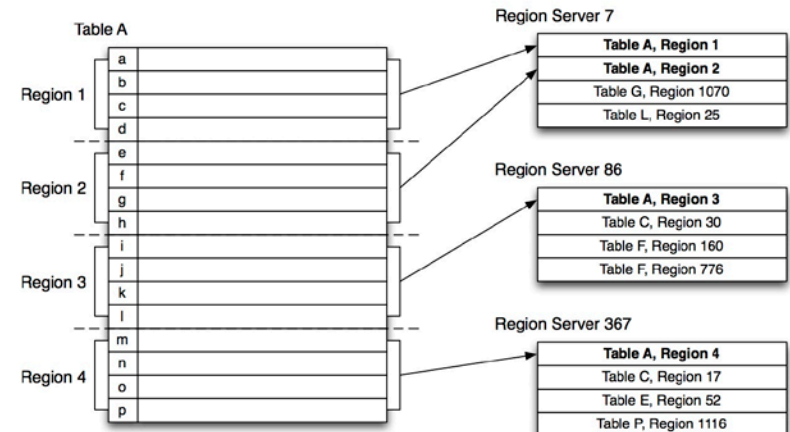 Table A
Region 1
a
b
c
d
Region 2
e
f
g
h
Region 3
i
j
k
l
Region 4
m
n
o
p
Region Server 7
Table A, Region 1
Table A, Region 2
Table G, Region 1070
Table L, Region 25
Region Server 86
Table A, Region 3
Table C, Region 30
Table F, Region 160
Table F, Region 776
Region Server 367
Table A, Region 4
Table C, Region 17
Table E, Region 52
Table P, Region 1116